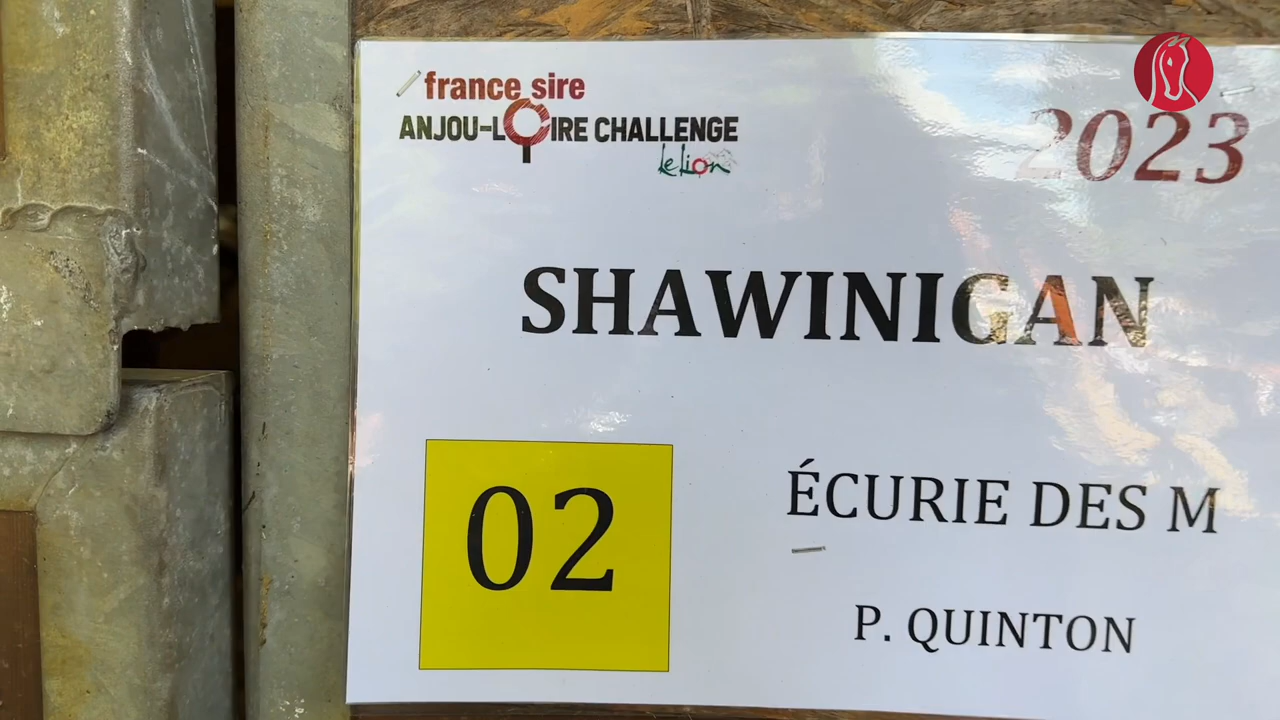 france sire
ANJOU-LOIRE CHALLENGE
le Lion
2023
SHAWINIGAN
02
ÉCURIE DES M
P. QUINTON